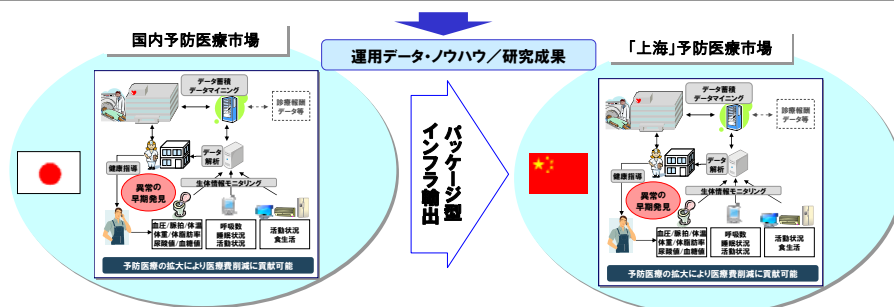 国内予防医療市場
運用データ・ノウハウ／研究成果
「上海」予防医療市場
データ蓄積
データマイニング
診療報酬
データ等
データ
解析
健康指導
異常の
早期発見
生体情報モニタリング
血圧/脈拍/体温
体重/体脂肪率
尿酸値/血糖値
呼吸数
睡眠状況
活動状況
活動状況
食生活
予防医療の拡大により医療費削減に貢献可能
パッケージ型
インフラ輸出
データ蓄積
データマイニング
診療報酬
データ等
データ
解析
健康指導
異常の
早期発見
生体情報モニタリング
血圧/脈拍/体温
体重/体脂肪率
尿酸値/血糖値
呼吸数
睡眠状況
活動状況
活動状況
食生活
予防医療の拡大により医療費削減に貢献可能